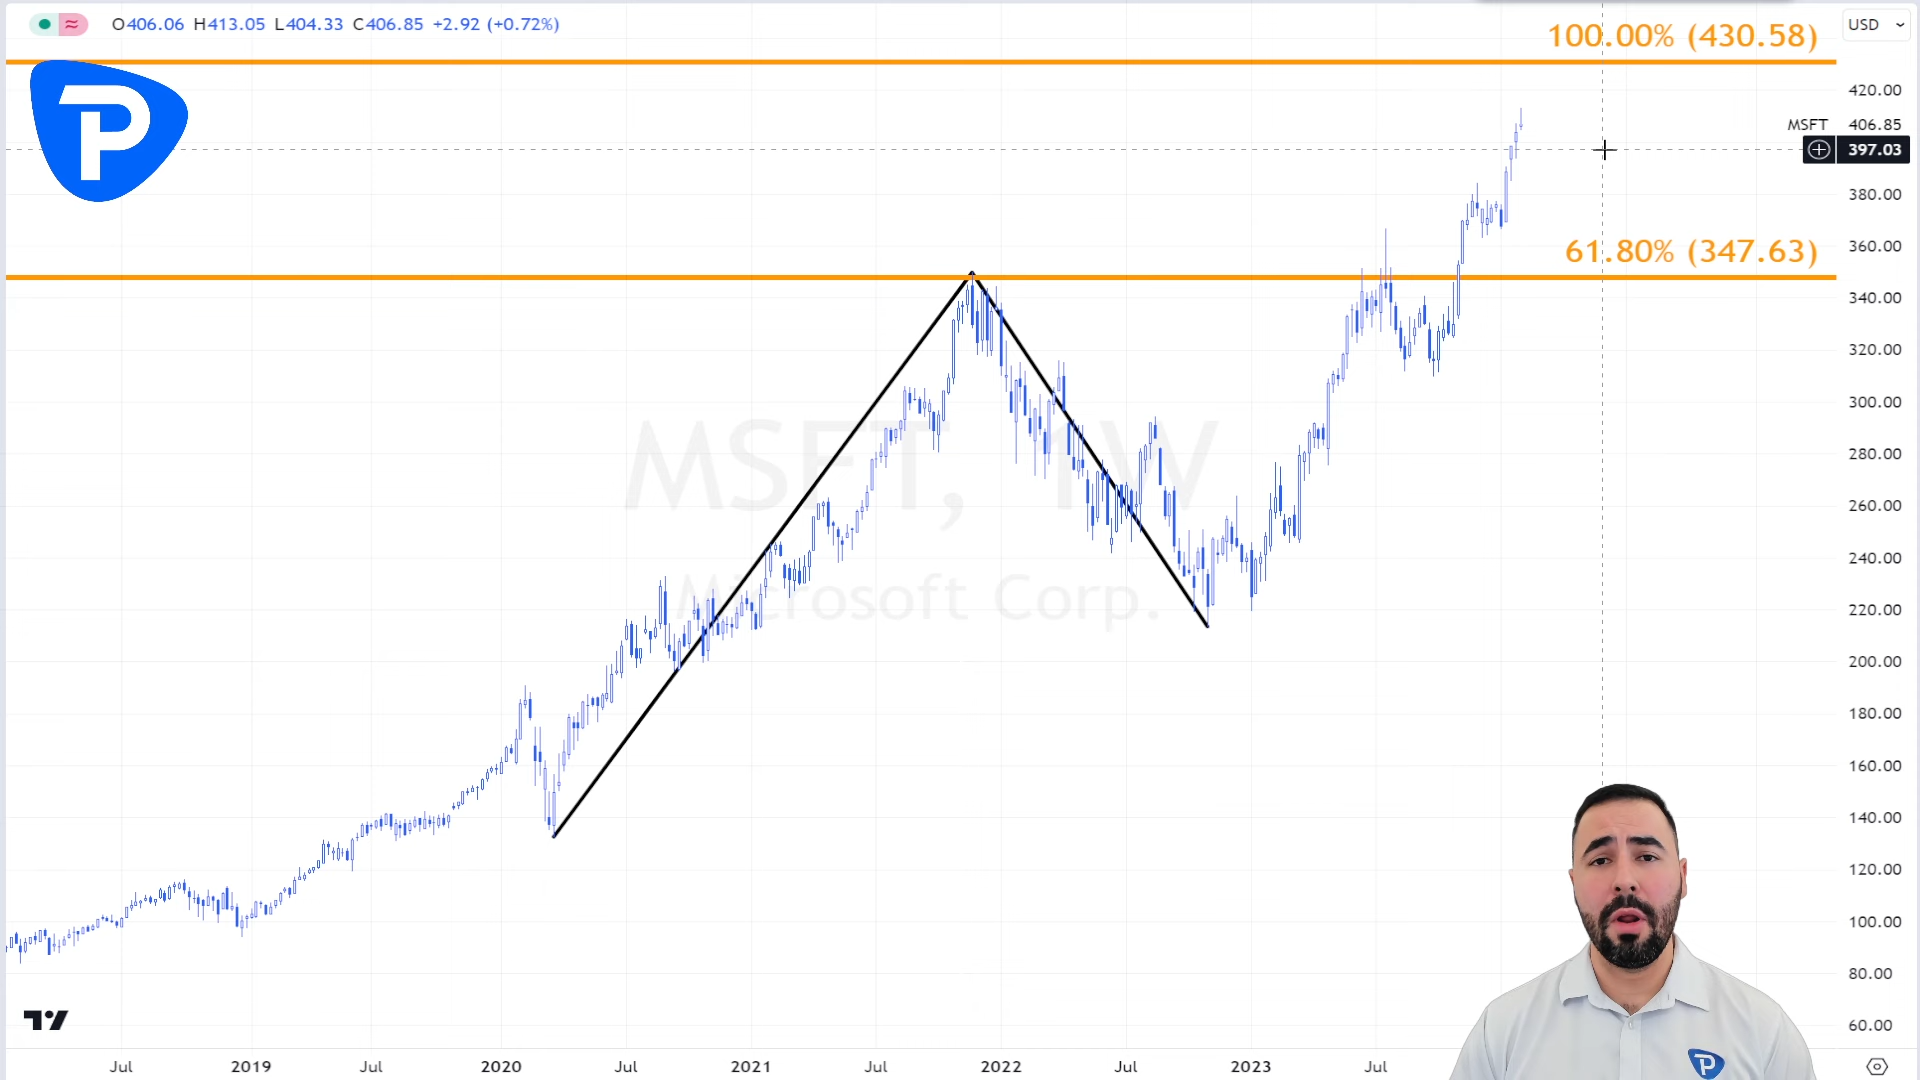 O406.06 H413.05 L404.33 C406.85 +2.92 (+0.72%)
USD
100.00% (430.58)
P
420.00
MSFT 406.85
397.03
380.00
61.80% (347.63)
360.00
340.00
320.00
300.00
MSFT, 1W
280.00
260.00
240.00
Microsoft Corp.
220.00
200.00
180.00
160.00
140.00
120.00
100.00
80.00
60.00
P
Jul 2019 Jul 2020 Jul 2021 Jul 2022 Jul 2023 Jul